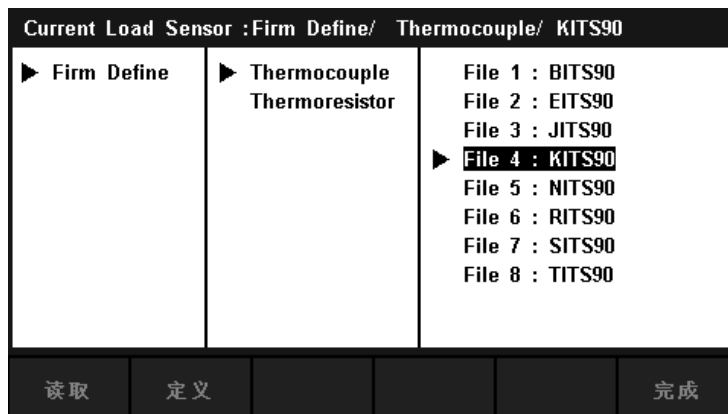 Current Load Sensor :Firm Define/ Thermocouple/ KITS90
▶ Firm Define
▶ Thermocouple
Thermoresistor
File 1 : BITS90
File 2 : EITS90
File 3 : JITS90
▶ File 4 : KITS90
File 5 : NITS90
File 6 : RITS90
File 7 : SITS90
File 8 : TITS90
读取 定义 完成